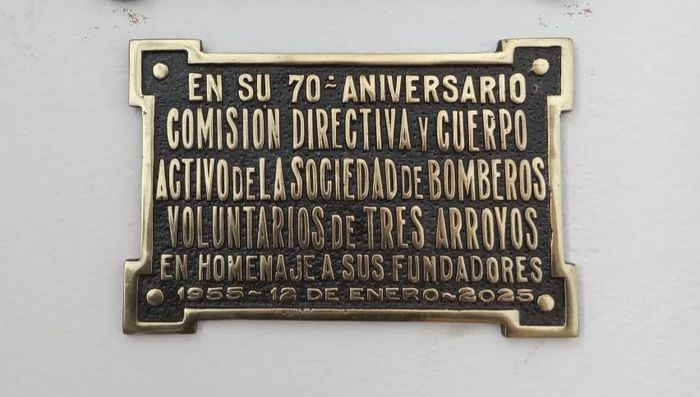 EN SU 70~ ANIVERSARIO
COMISION DIRECTIVA Y CUERPO
ACTIVO DE LA SOCIEDAD DE BOMBEROS
VOLUNTARIOS DE TRES ARROYOS
EN HOMENAJE A SUS FUNDADORES
1955~12 DE ENERO~2025